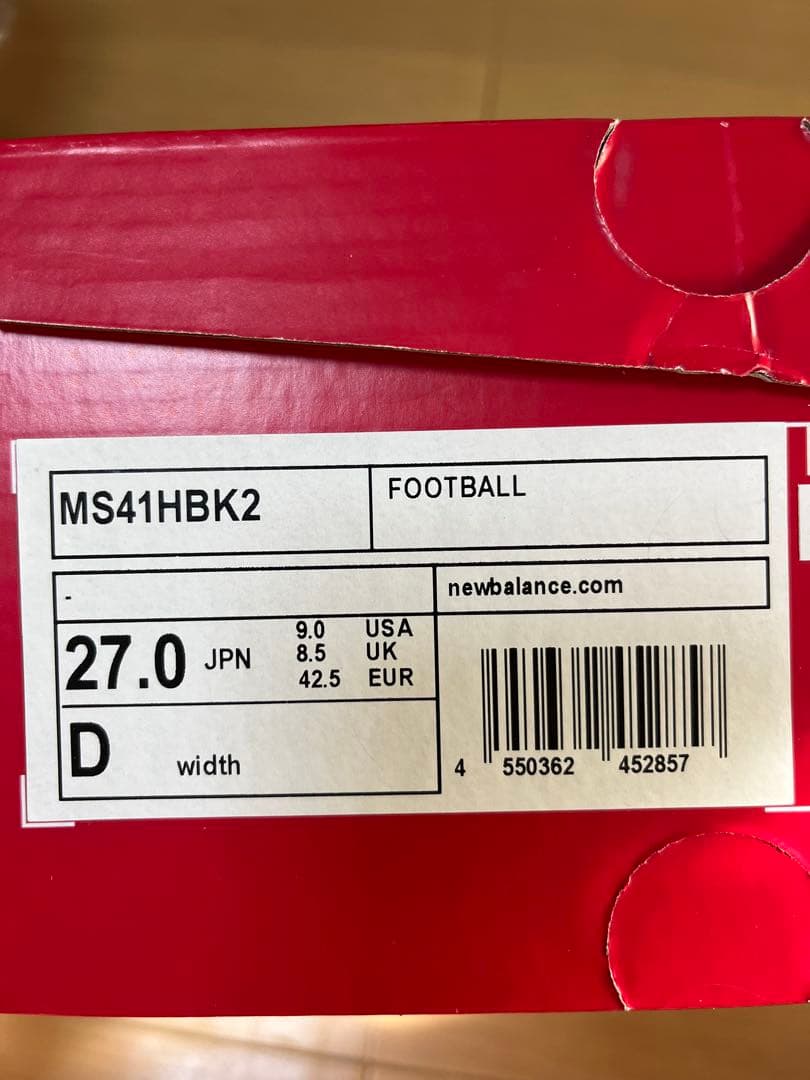 MS41HBK2
FOOTBALL
-
newbalance.com
27.0 JPN
9.0 USA
8.5 UK
42.5 EUR
D width
4 550362 452857